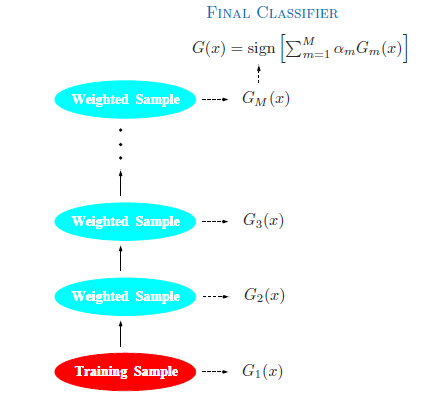 FINAL CLASSIFIER
G(x) = sign [∑_{m=1}^{M} α_m G_m(x)]
Weighted Sample G_M(x)
Weighted Sample G_3(x)
Weighted Sample G_2(x)
Training Sample G_1(x)